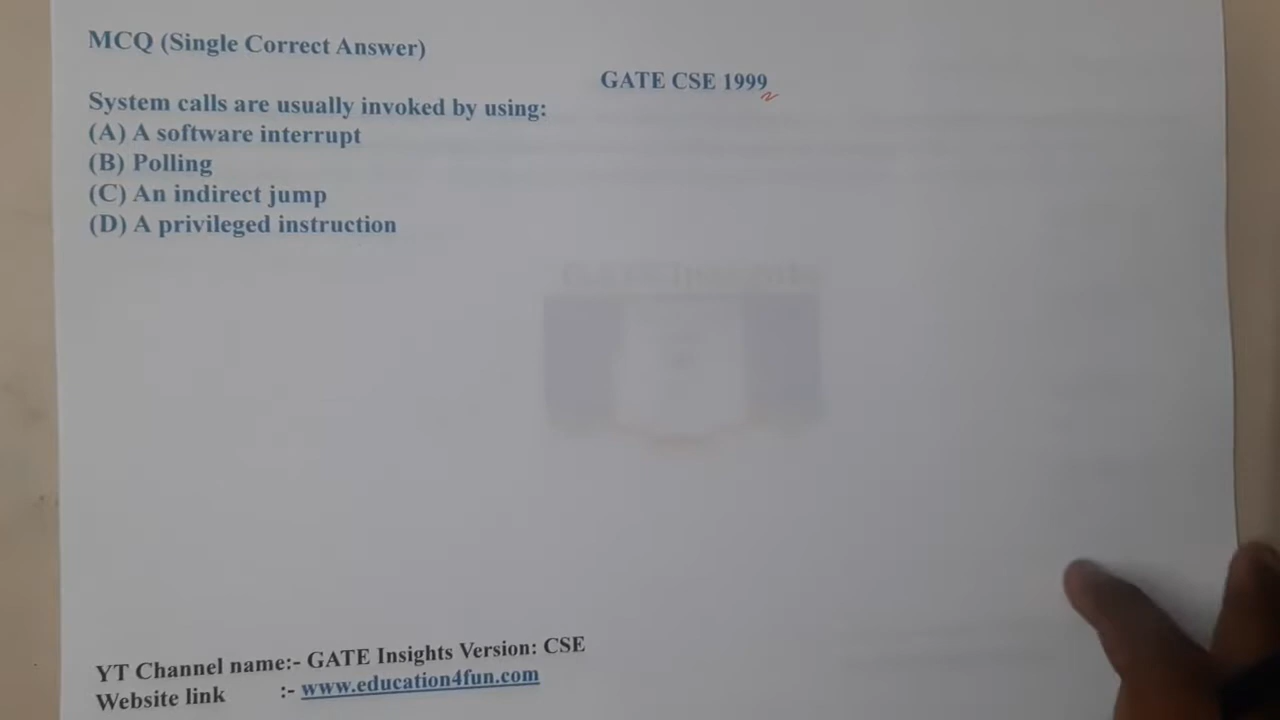 MCQ (Single Correct Answer)
GATE CSE 1999
System calls are usually invoked by using:
(A) A software interrupt
(B) Polling
(C) An indirect jump
(D) A privileged instruction
YT Channel name:- GATE Insights Version: CSE
Website link :- www.education4fun.com